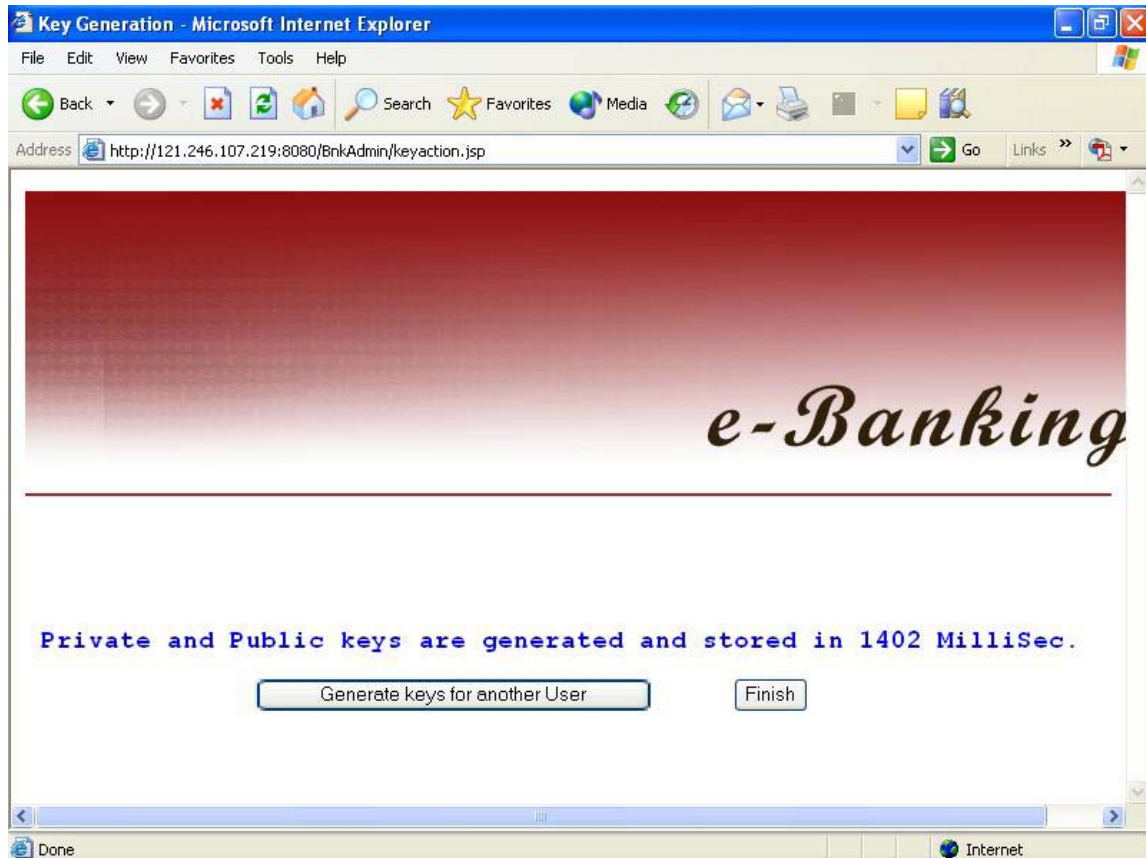 Key Generation - Microsoft Internet Explorer
File Edit View Favorites Tools Help
Back Search Favorites Media
Address http://121.246.107.219:8080/BnkAdmin/keyaction.jsp Go Links »
e-Banking
Private and Public keys are generated and stored in 1402 MilliSec.
Generate keys for another User Finish
Done Internet